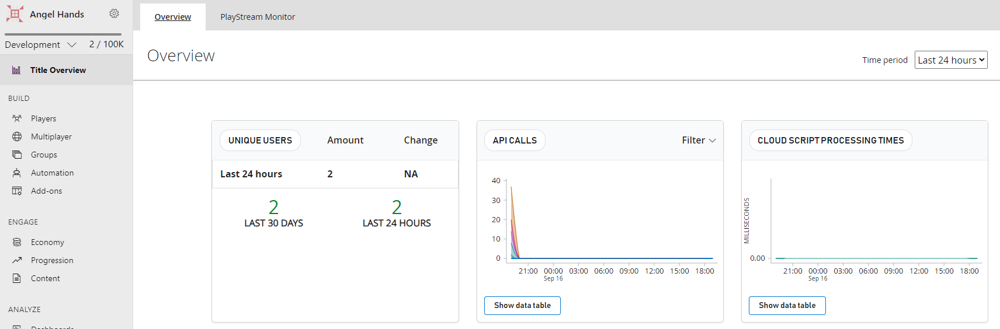 Angel Hands
Development 2 / 100K
Title Overview
BUILD
Players
Multiplayer
Groups
Automation
Add-ons
ENGAGE
Economy
Progression
Content
ANALYZE
Dashboards
Overview PlayStream Monitor
Overview
Time period Last 24 hours
UNIQUE USERS Amount Change
Last 24 hours 2 NA
2 2
LAST 30 DAYS LAST 24 HOURS
API CALLS Filter
40
30
20
10
0
21:00 00:00 03:00 06:00 09:00 12:00 15:00 18:00
Sep 16
Show data table
CLOUD SCRIPT PROCESSING TIMES
MILLISECONDS
0.00
21:00 00:00 03:00 06:00 09:00 12:00 15:00 18:00
Sep 16
Show data table